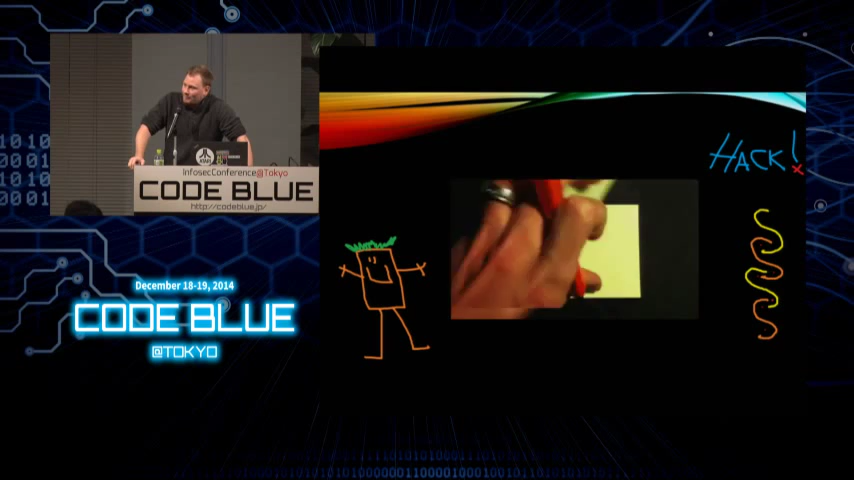 InfosecConference@Tokyo
CODE BLUE
http://codeblue.jp/
HACK!
December 18-19, 2014
CODE BLUE
@TOKYO